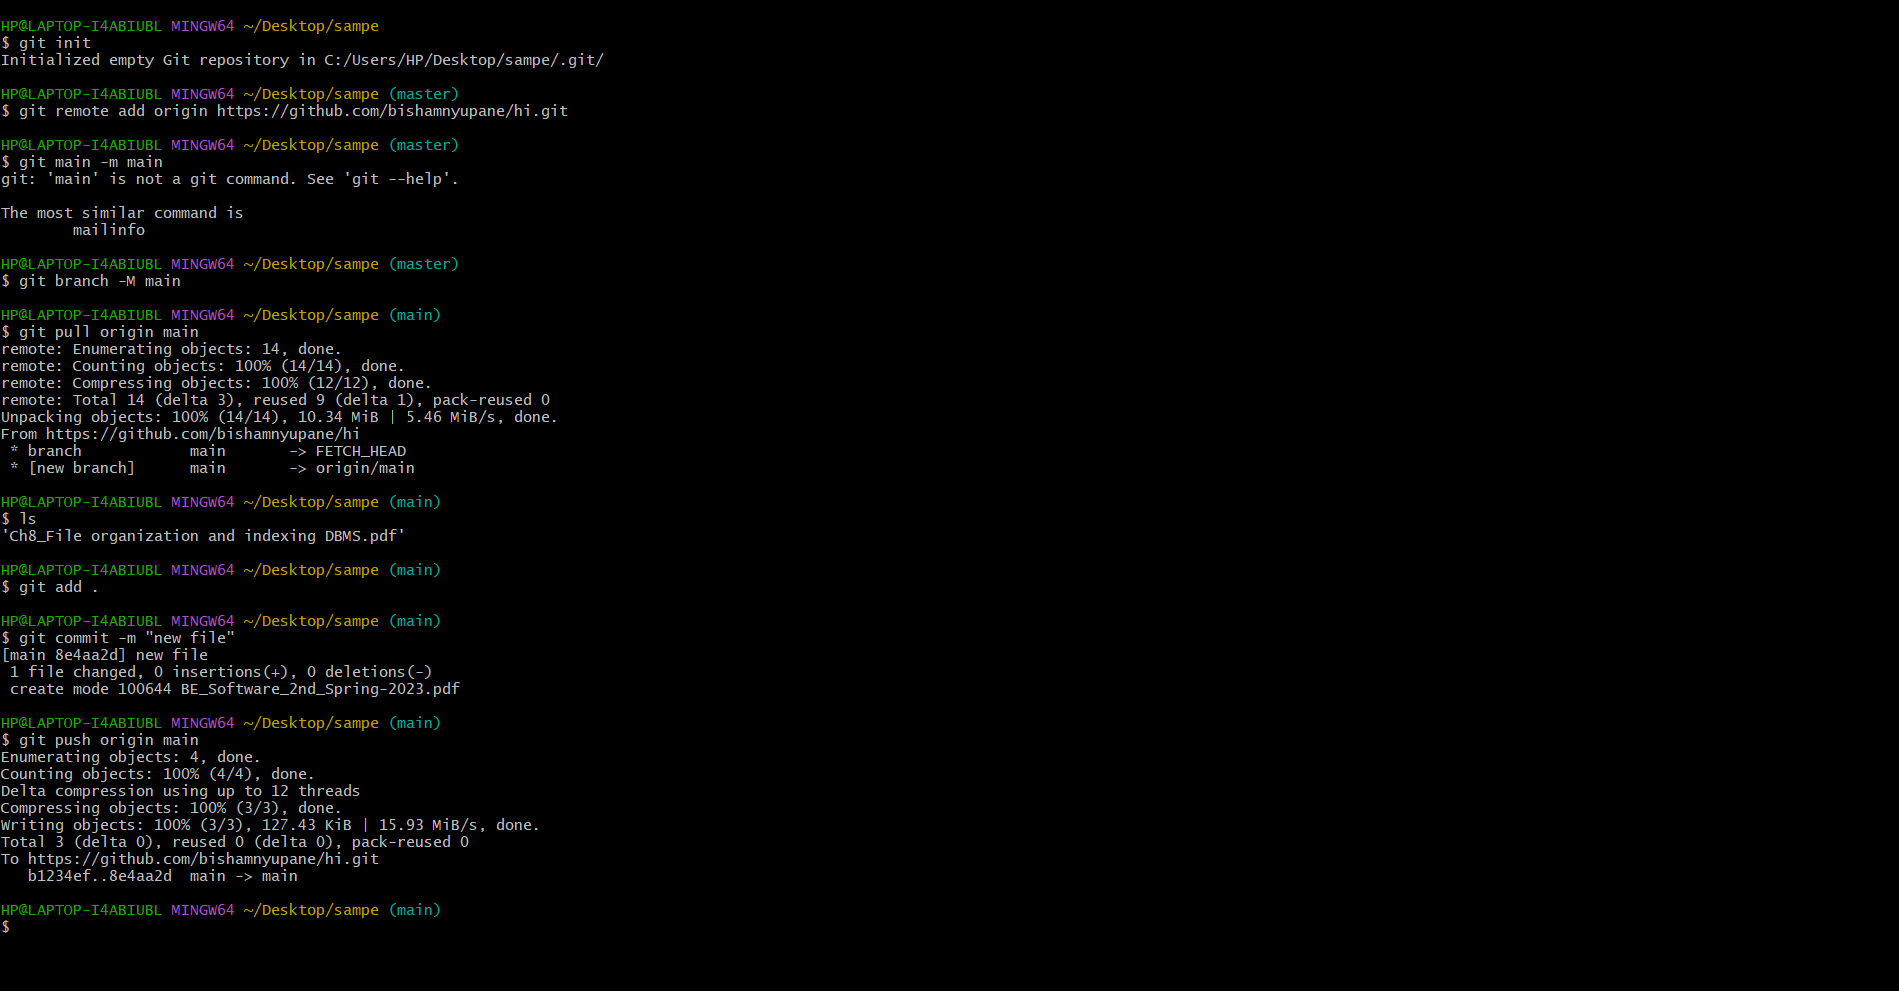 HP@LAPTOP-I4ABIUBL MINGW64 ~/Desktop/sampe
$ git init
Initialized empty Git repository in C:/Users/HP/Desktop/sampe/.git/
HP@LAPTOP-I4ABIUBL MINGW64 ~/Desktop/sampe (master)
$ git remote add origin https://github.com/bishamnyupane/hi.git
HP@LAPTOP-I4ABIUBL MINGW64 ~/Desktop/sampe (master)
$ git main -m main
git: 'main' is not a git command. See 'git --help'.
The most similar command is
mailinfo
HP@LAPTOP-I4ABIUBL MINGW64 ~/Desktop/sampe (master)
$ git branch -M main
HP@LAPTOP-I4ABIUBL MINGW64 ~/Desktop/sampe (main)
$ git pull origin main
remote: Enumerating objects: 14, done.
remote: Counting objects: 100% (14/14), done.
remote: Compressing objects: 100% (12/12), done.
remote: Total 14 (delta 3), reused 9 (delta 1), pack-reused 0
Unpacking objects: 100% (14/14), 10.34 MiB | 5.46 MiB/s, done.
From https://github.com/bishamnyupane/hi
* branch main -> FETCH_HEAD
* [new branch] main -> origin/main
HP@LAPTOP-I4ABIUBL MINGW64 ~/Desktop/sampe (main)
$ ls
'Ch8_File organization and indexing DBMS.pdf'
HP@LAPTOP-I4ABIUBL MINGW64 ~/Desktop/sampe (main)
$ git add .
HP@LAPTOP-I4ABIUBL MINGW64 ~/Desktop/sampe (main)
$ git commit -m "new file"
[main 8e4aa2d] new file
1 file changed, 0 insertions(+), 0 deletions(-)
create mode 100644 BE_Software_2nd_Spring-2023.pdf
HP@LAPTOP-I4ABIUBL MINGW64 ~/Desktop/sampe (main)
$ git push origin main
Enumerating objects: 4, done.
Counting objects: 100% (4/4), done.
Delta compression using up to 12 threads
Compressing objects: 100% (3/3), done.
Writing objects: 100% (3/3), 127.43 KiB | 15.93 MiB/s, done.
Total 3 (delta 0), reused 0 (delta 0), pack-reused 0
To https://github.com/bishamnyupane/hi.git
b1234ef..8e4aa2d main -> main
HP@LAPTOP-I4ABIUBL MINGW64 ~/Desktop/sampe (main)
$